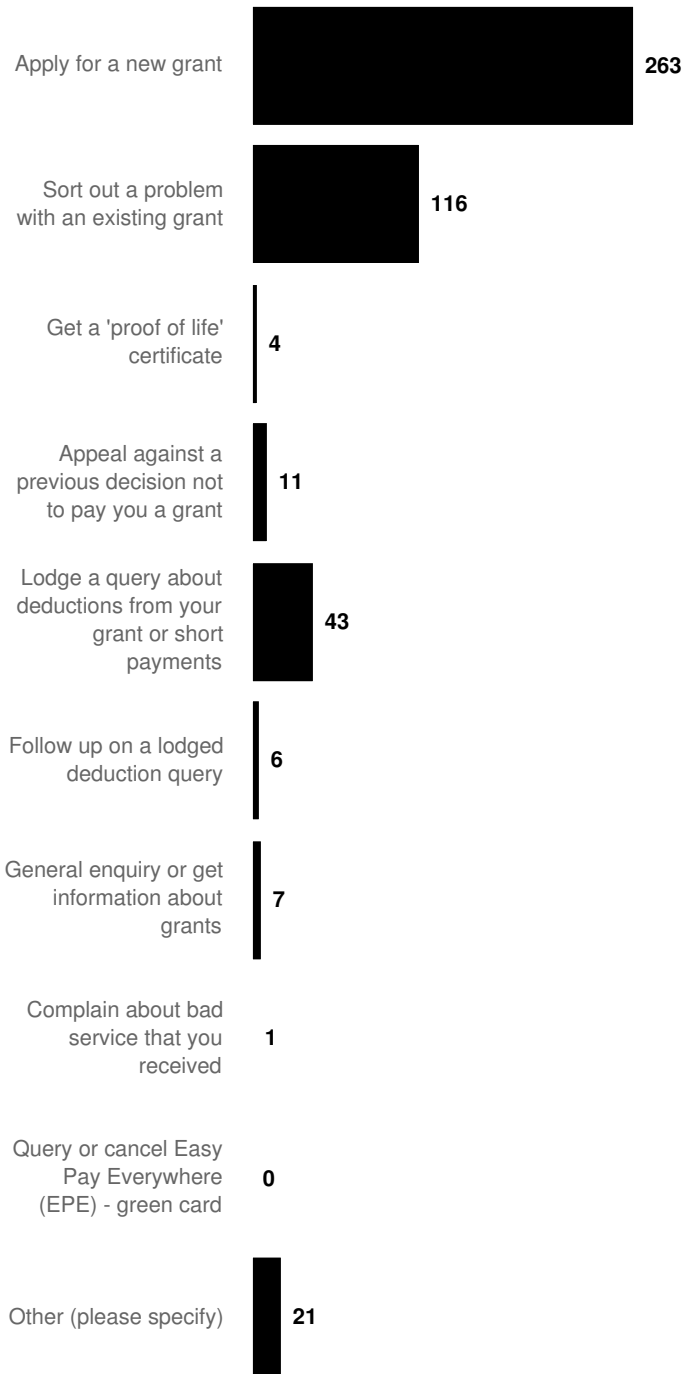 Apply for a new grant
263
Sort out a problem
with an existing grant
116
Get a 'proof of life'
certificate
4
Appeal against a
previous decision not
to pay you a grant
11
Lodge a query about
deductions from your
grant or short
payments
43
Follow up on a lodged
deduction query
6
General enquiry or get
information about
grants
7
Complain about bad
service that you
received
1
Query or cancel Easy
Pay Everywhere
(EPE) - green card
0
Other (please specify)
21